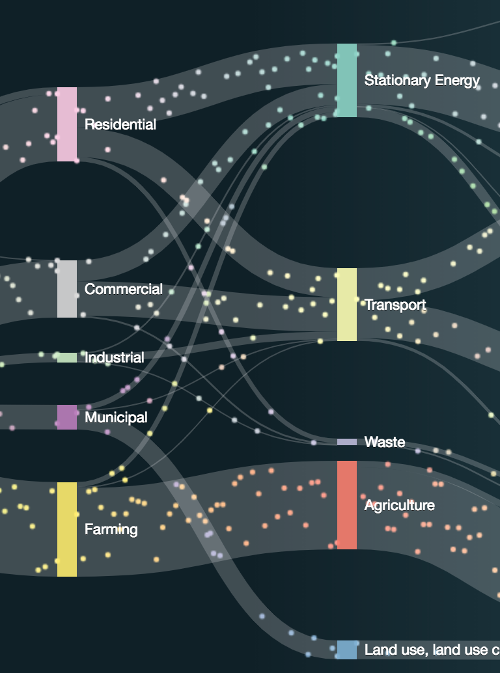 Residential
Commercial
Industrial
Municipal
Farming
Stationary Energy
Transport
Waste
Agriculture
Land use, land use c